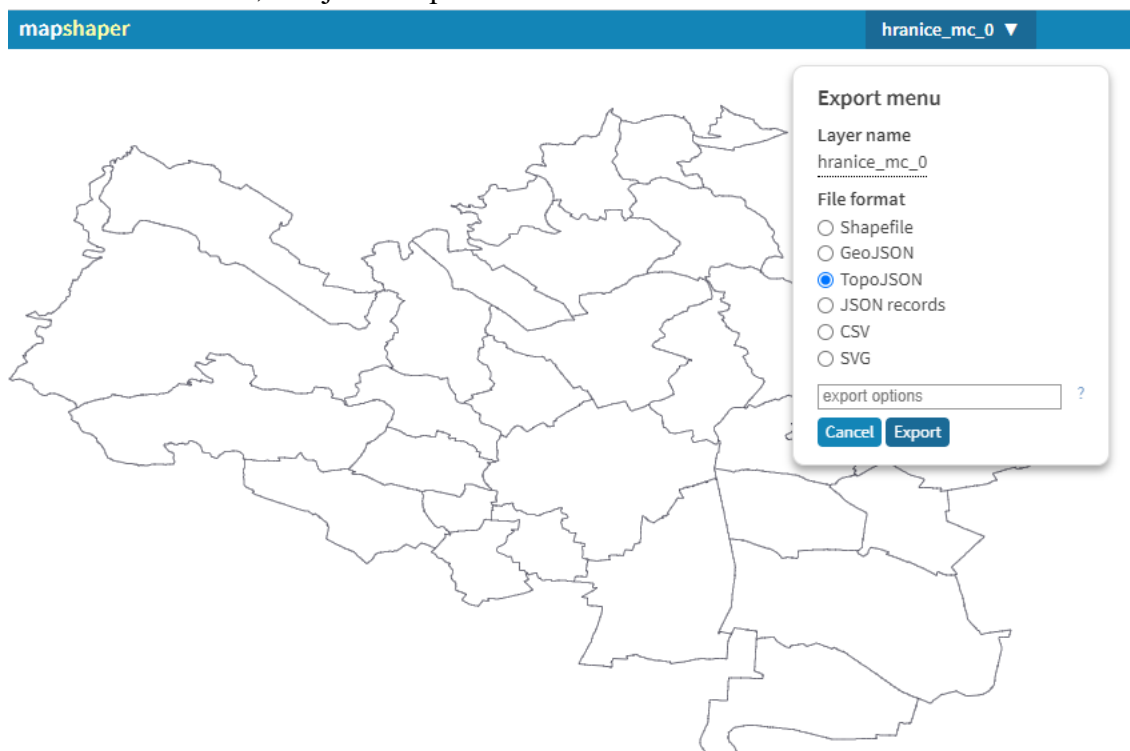 mapshaper
hranice_mc_0 ▼
Export menu
Layer name
hranice_mc_0
File format
Shapefile
GeoJSON
TopoJSON
JSON records
CSV
SVG
export options ?
Cancel Export